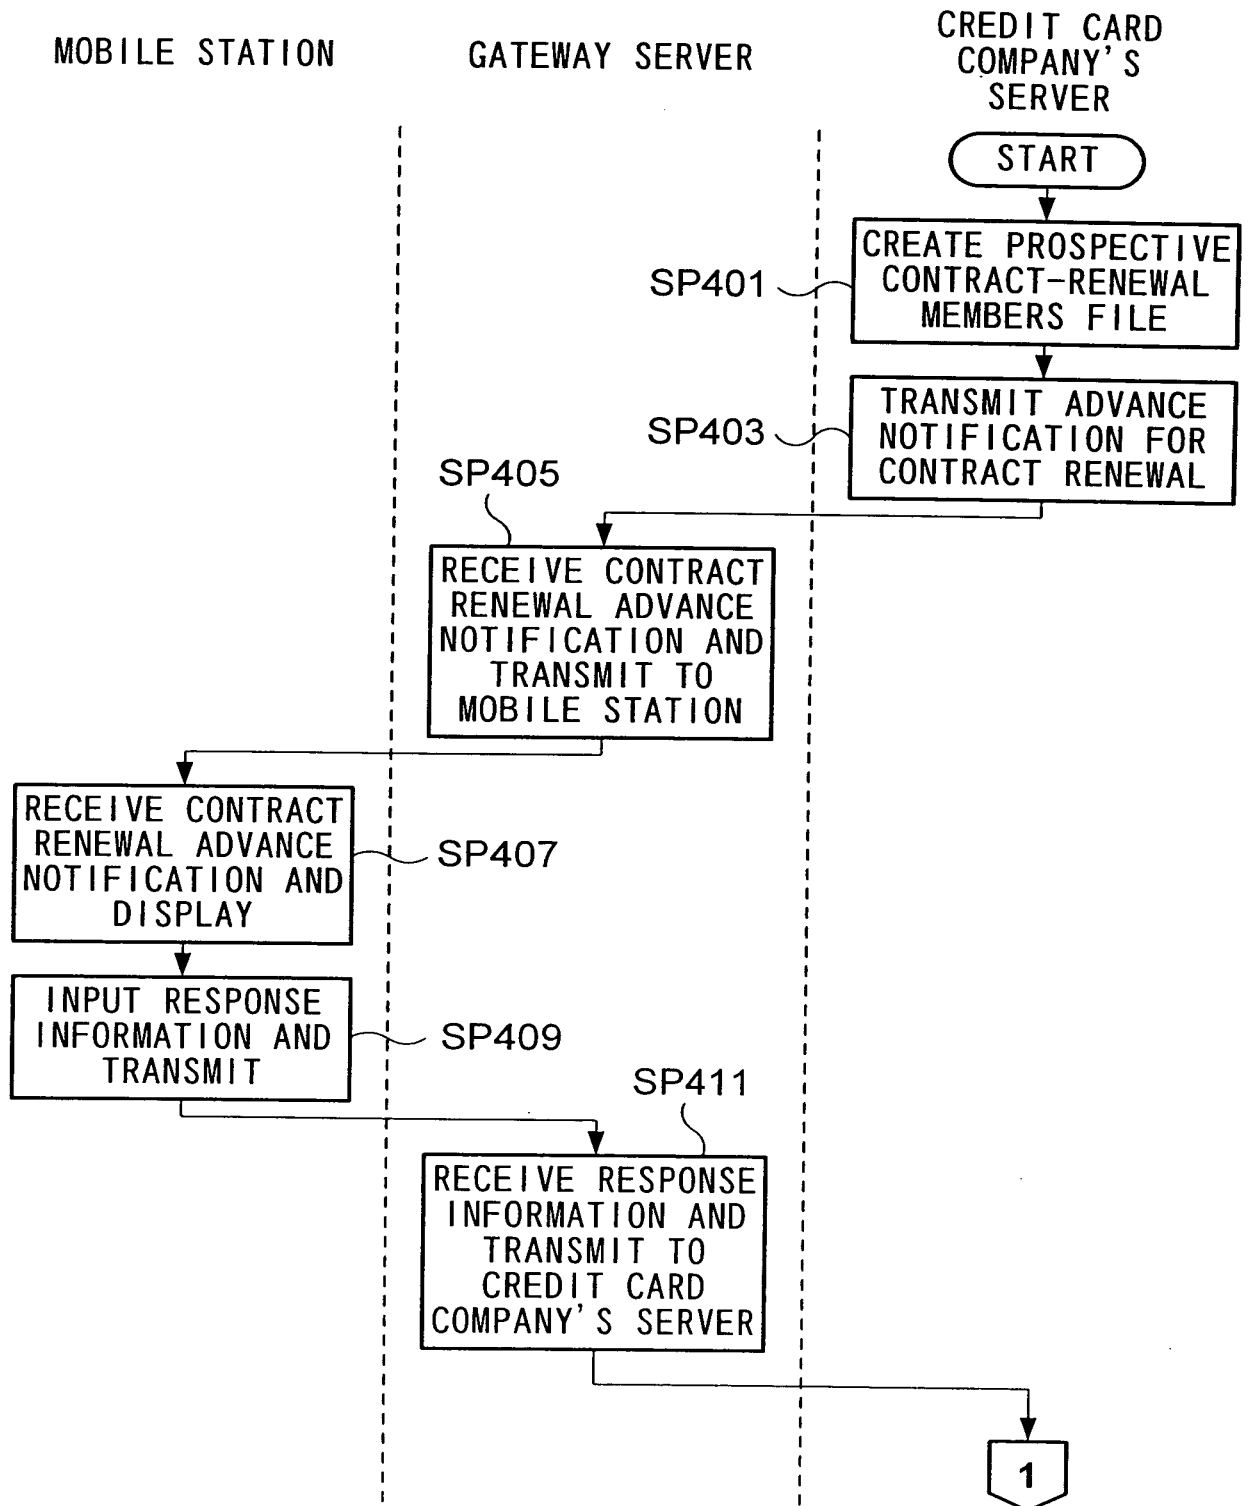 MOBILE STATION
GATEWAY SERVER
CREDIT CARD
COMPANY'S
SERVER
START
SP401
CREATE PROSPECTIVE
CONTRACT-RENEWAL
MEMBERS FILE
SP403
TRANSMIT ADVANCE
NOTIFICATION FOR
CONTRACT RENEWAL
SP405
RECEIVE CONTRACT
RENEWAL ADVANCE
NOTIFICATION AND
TRANSMIT TO
MOBILE STATION
RECEIVE CONTRACT
RENEWAL ADVANCE
NOTIFICATION AND
DISPLAY
SP407
INPUT RESPONSE
INFORMATION AND
TRANSMIT
SP409
SP411
RECEIVE RESPONSE
INFORMATION AND
TRANSMIT TO
CREDIT CARD
COMPANY'S SERVER
1